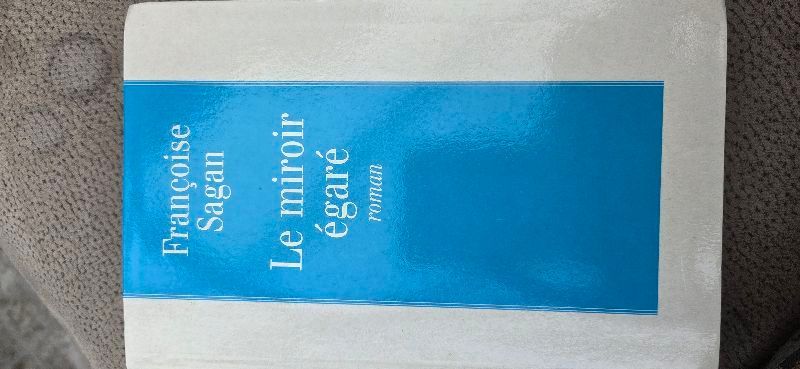 Françoise
Sagan
Le miroir
égaré
roman